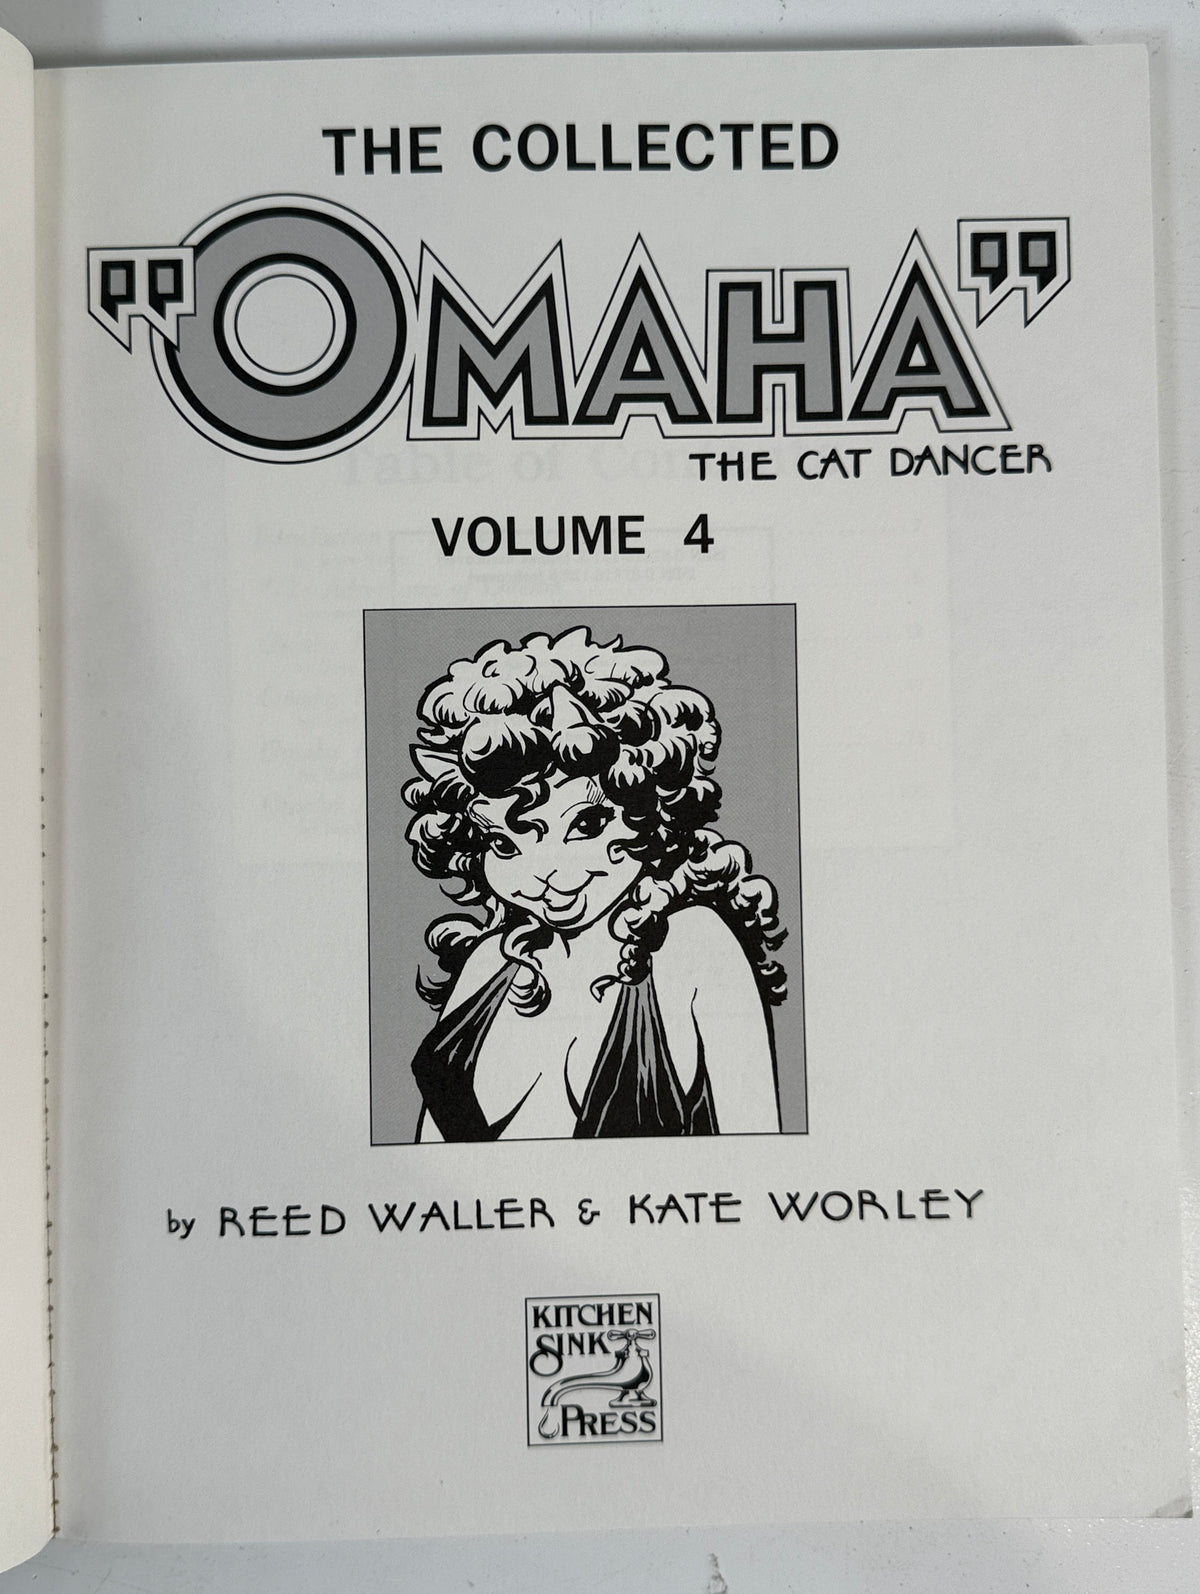 THE COLLECTED
"OMAHA"
THE CAT DANCER
VOLUME 4
by REED WALLER & KATE WORLEY
KITCHEN
SINK
PRESS